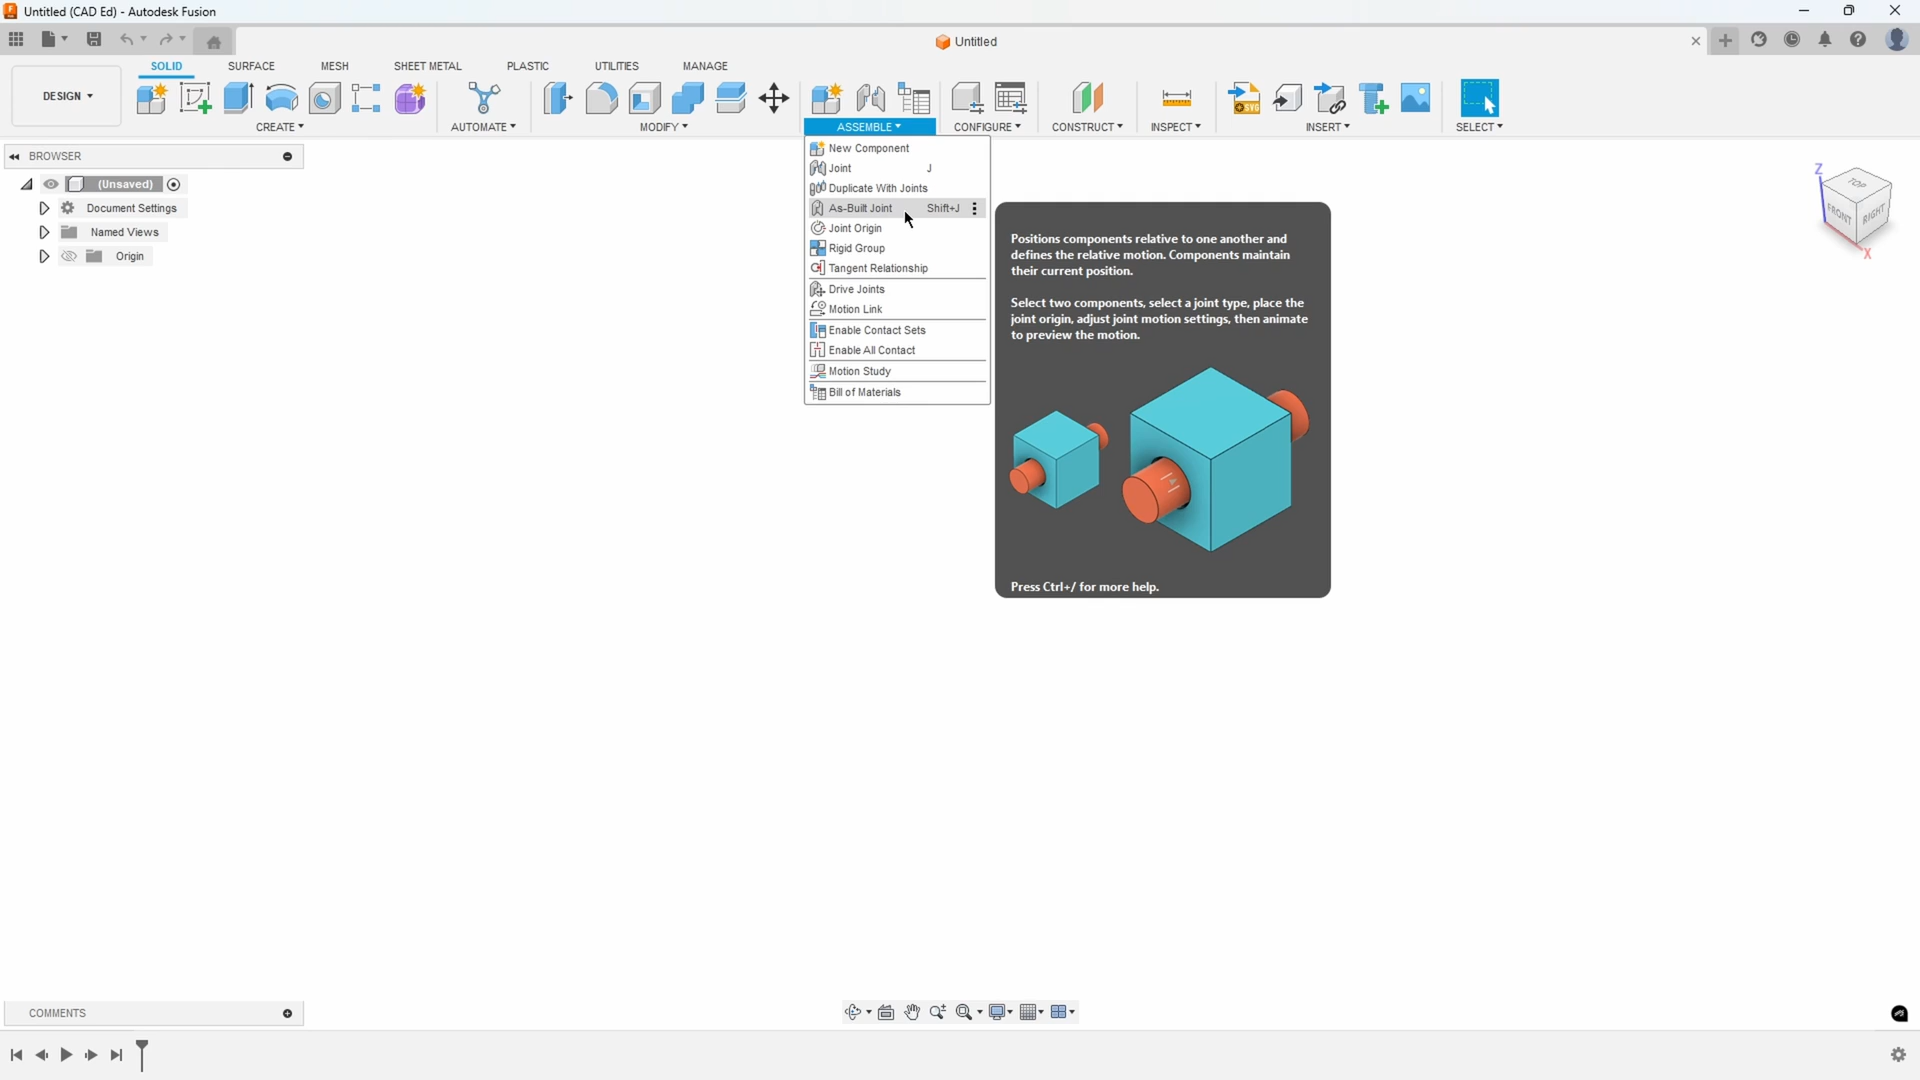 Untitled (CAD Ed) - Autodesk Fusion
Untitled
SOLID SURFACE MESH SHEET METAL PLASTIC UTILITIES MANAGE
DESIGN
SVG
CREATE AUTOMATE MODIFY ASSEMBLE CONFIGURE CONSTRUCT INSPECT INSERT SELECT
BROWSER
(Unsaved)
Document Settings
Named Views
Origin
New Component
Joint J
Duplicate With Joints
As-Built Joint Shift+J
Joint Origin
Rigid Group
Tangent Relationship
Drive Joints
Motion Link
Enable Contact Sets
Enable All Contact
Motion Study
Bill of Materials
Positions components relative to one another and
defines the relative motion. Components maintain
their current position.
Select two components, select a joint type, place the
joint origin, adjust joint motion settings, then animate
to preview the motion.
Press Ctrl+/ for more help.
Z
TOP
FRONT RIGHT
X
COMMENTS